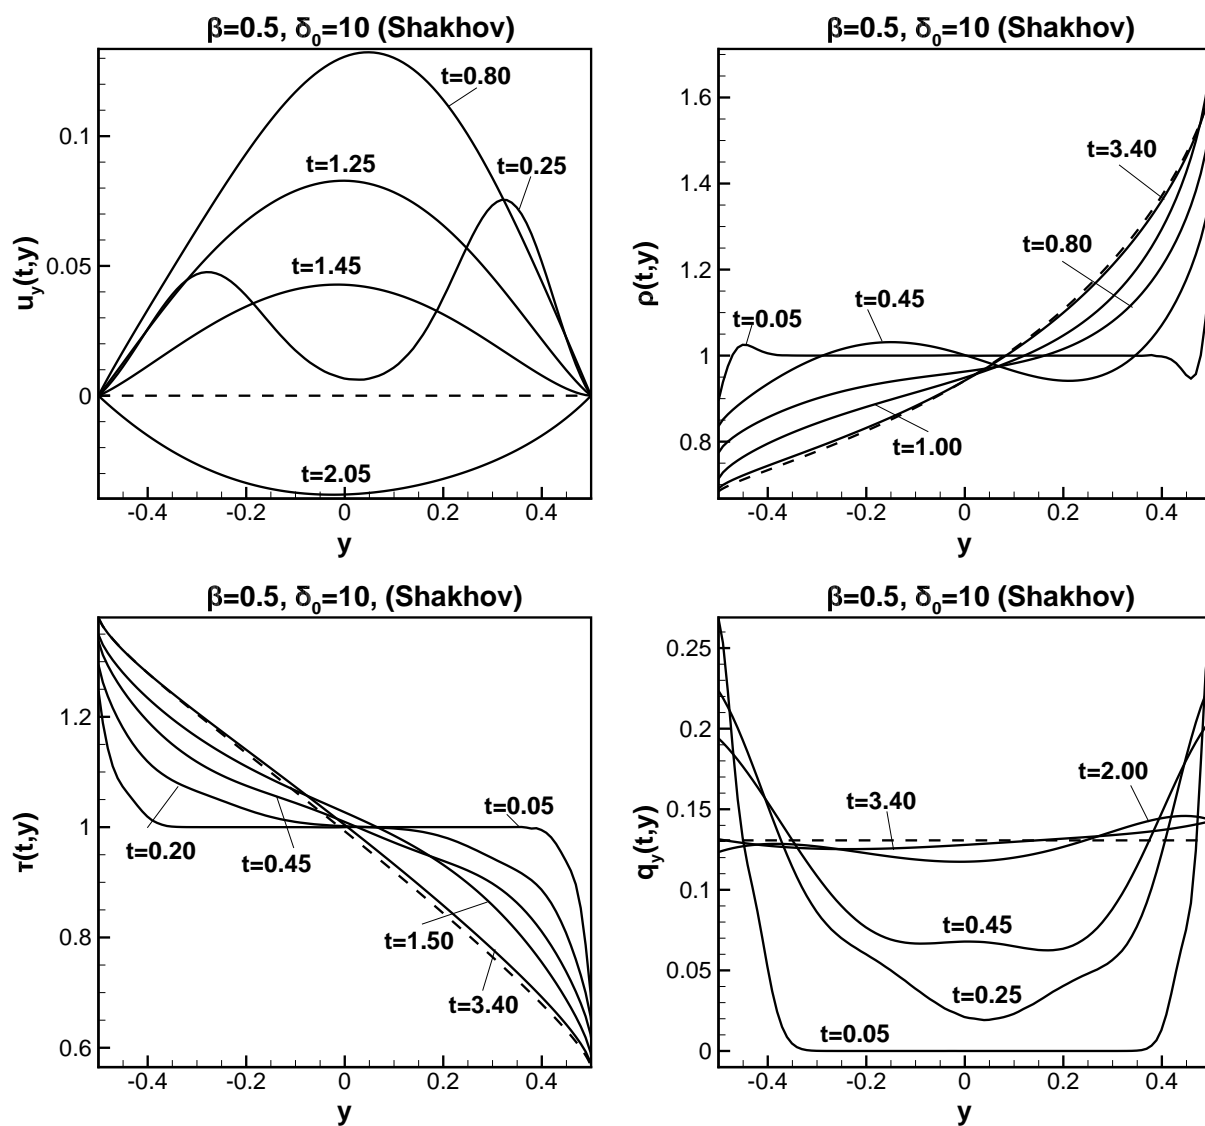 β=0.5, δ₀=10 (Shakhov)
u_y(t,y)
0.1
0.05
0
t=0.80
t=1.25
t=0.25
t=1.45
t=2.05
-0.4 -0.2 0 0.2 0.4
y
β=0.5, δ₀=10 (Shakhov)
ρ(t,y)
1.6
1.4
1.2
1
0.8
t=3.40
t=0.80
t=0.45
t=0.05
t=1.00
-0.4 -0.2 0 0.2 0.4
y
β=0.5, δ₀=10, (Shakhov)
τ(t,y)
1.2
1
0.8
0.6
t=0.05
t=0.20
t=0.45
t=1.50
t=3.40
-0.4 -0.2 0 0.2 0.4
y
β=0.5, δ₀=10 (Shakhov)
q_y(t,y)
0.25
0.2
0.15
0.1
0.05
0
t=2.00
t=3.40
t=0.45
t=0.25
t=0.05
-0.4 -0.2 0 0.2 0.4
y